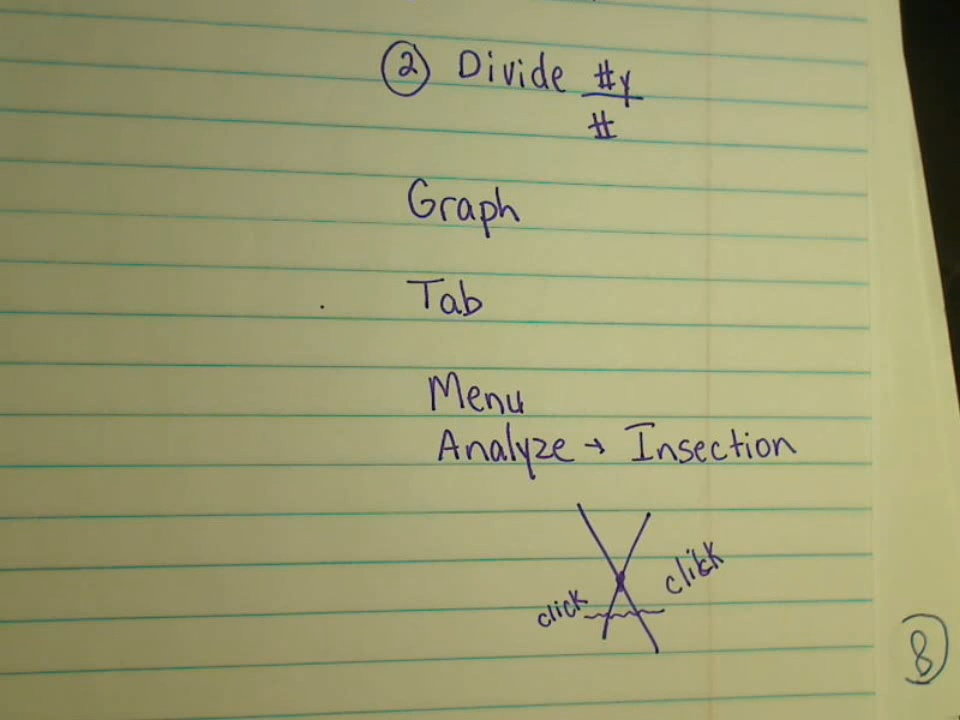 ② Divide #y
#
Graph
Tab
Menu
Analyze → Insection
click click
8